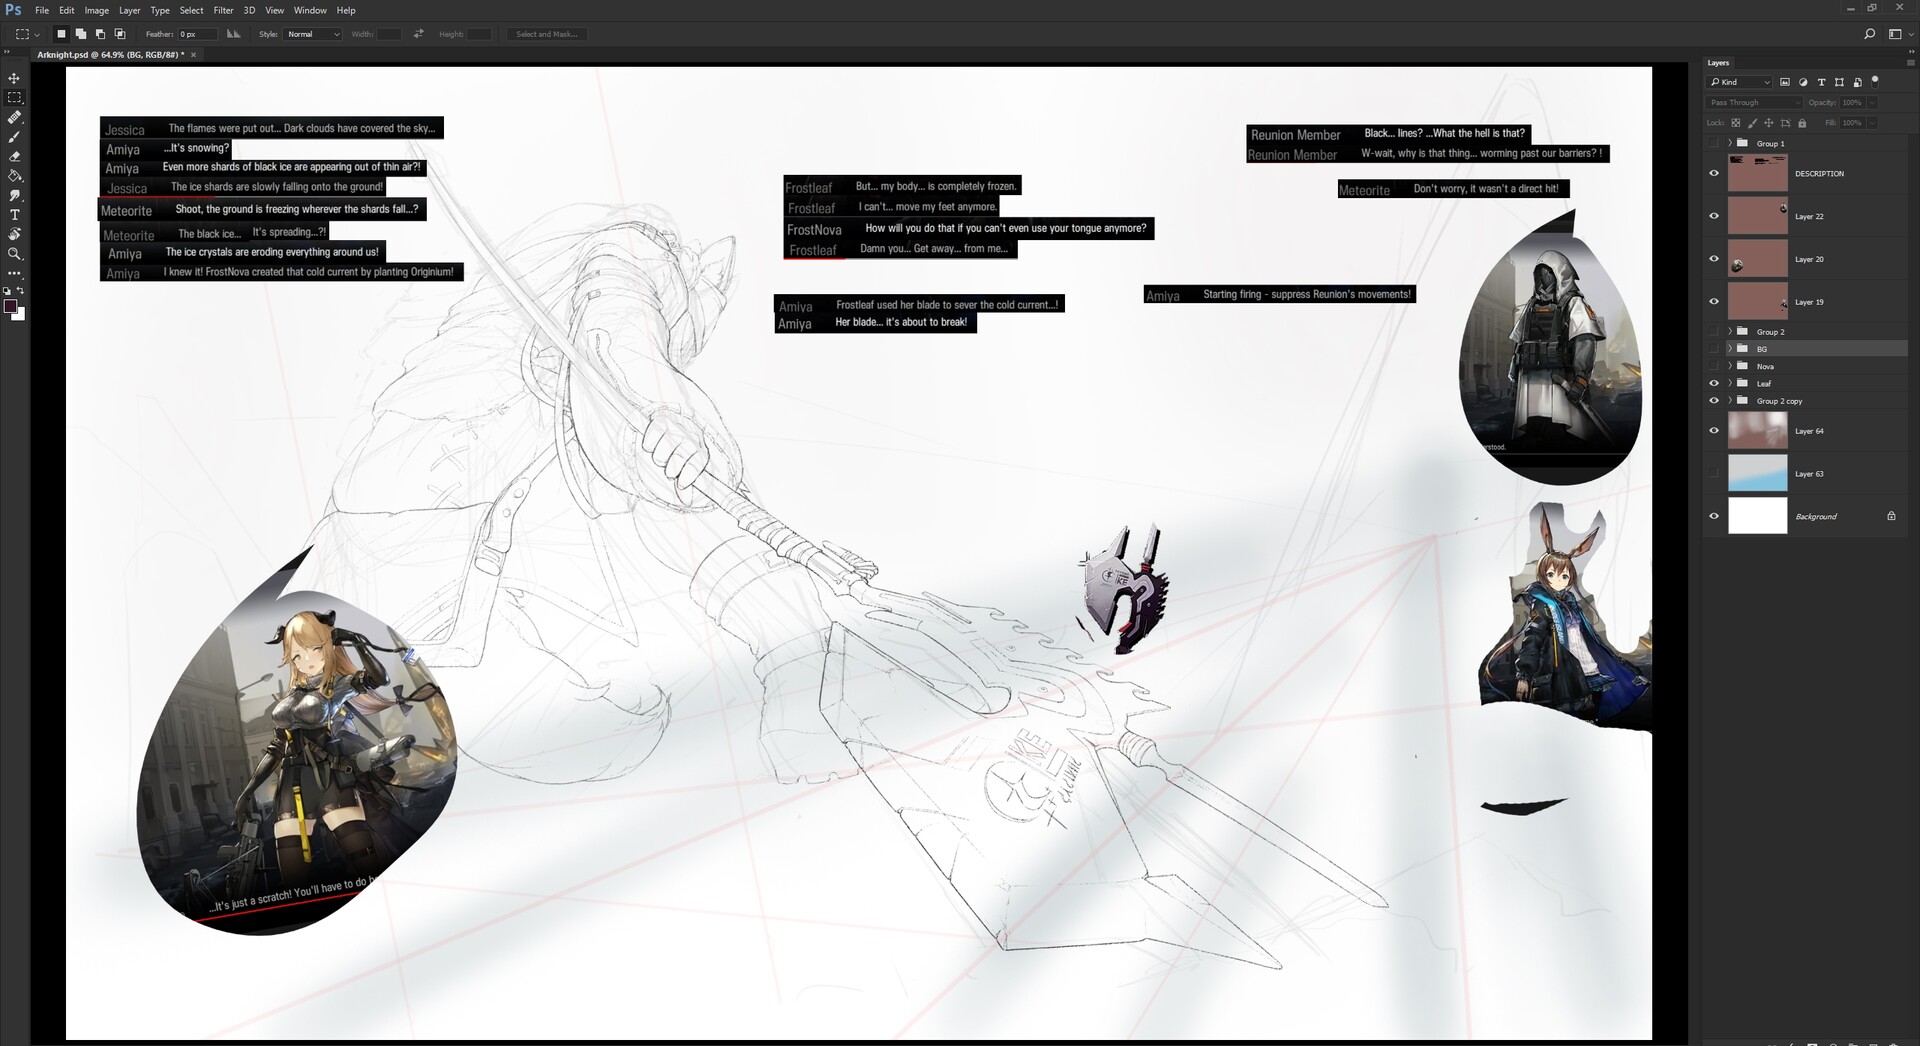 Ps File Edit Image Layer Type Select Filter 3D View Window Help
Feather: 0 px Style: Normal Width: Height: Select and Mask...
Arknight.psd @ 64.9% (BG, RGB/8#) *
Jessica The flames were put out... Dark clouds have covered the sky...
Amiya ...It's snowing?
Amiya Even more shards of black ice are appearing out of thin air?!
Jessica The ice shards are slowly falling onto the ground!
Meteorite Shoot, the ground is freezing wherever the shards fall...?
Meteorite The black ice... It's spreading...?!
Amiya The ice crystals are eroding everything around us!
Amiya I knew it! FrostNova created that cold current by planting Originium!
Frostleaf But... my body... is completely frozen.
Frostleaf I can't... move my feet anymore.
FrostNova How will you do that if you can't even use your tongue anymore?
Frostleaf Damn you... Get away... from me...
Amiya Frostleaf used her blade to sever the cold current...!
Amiya Her blade... it's about to break!
Reunion Member Black... lines? ...What the hell is that?
Reunion Member W-wait, why is that thing... worming past our barriers? !
Meteorite Don't worry, it wasn't a direct hit!
Amiya Starting firing - suppress Reunion's movements!
erstood.
IKE
IKE
...It's just a scratch! You'll have to do b
Layers
Kind
Pass Through Opacity: 100%
Lock: Fill: 100%
Group 1
DESCRIPTION
Layer 22
Layer 20
Layer 19
Group 2
BG
Nova
Leaf
Group 2 copy
Layer 64
Layer 63
Background